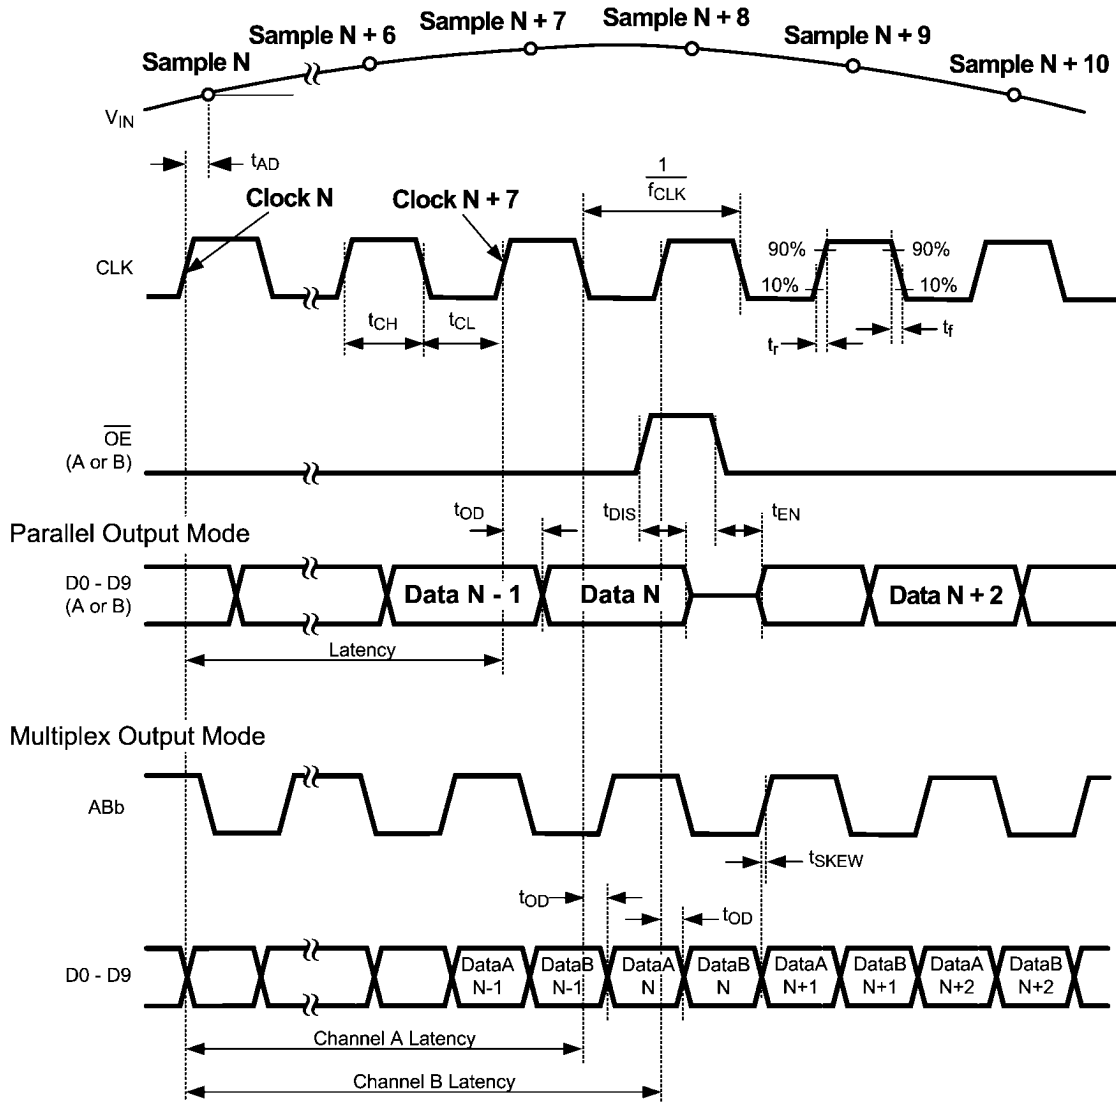 Sample N
Sample N + 6
Sample N + 7
Sample N + 8
Sample N + 9
Sample N + 10
VIN
tAD
Clock N
Clock N + 7
1
fCLK
CLK
90%
90%
10%
10%
tCH
tCL
tr
tf
OE
(A or B)
tOD
tDIS
tEN
Parallel Output Mode
D0 - D9
(A or B)
Data N - 1
Data N
Data N + 2
Latency
Multiplex Output Mode
ABb
tSKEW
tOD
tOD
D0 - D9
DataA
N-1
DataB
N-1
DataA
N
DataB
N
DataA
N+1
DataB
N+1
DataA
N+2
DataB
N+2
Channel A Latency
Channel B Latency